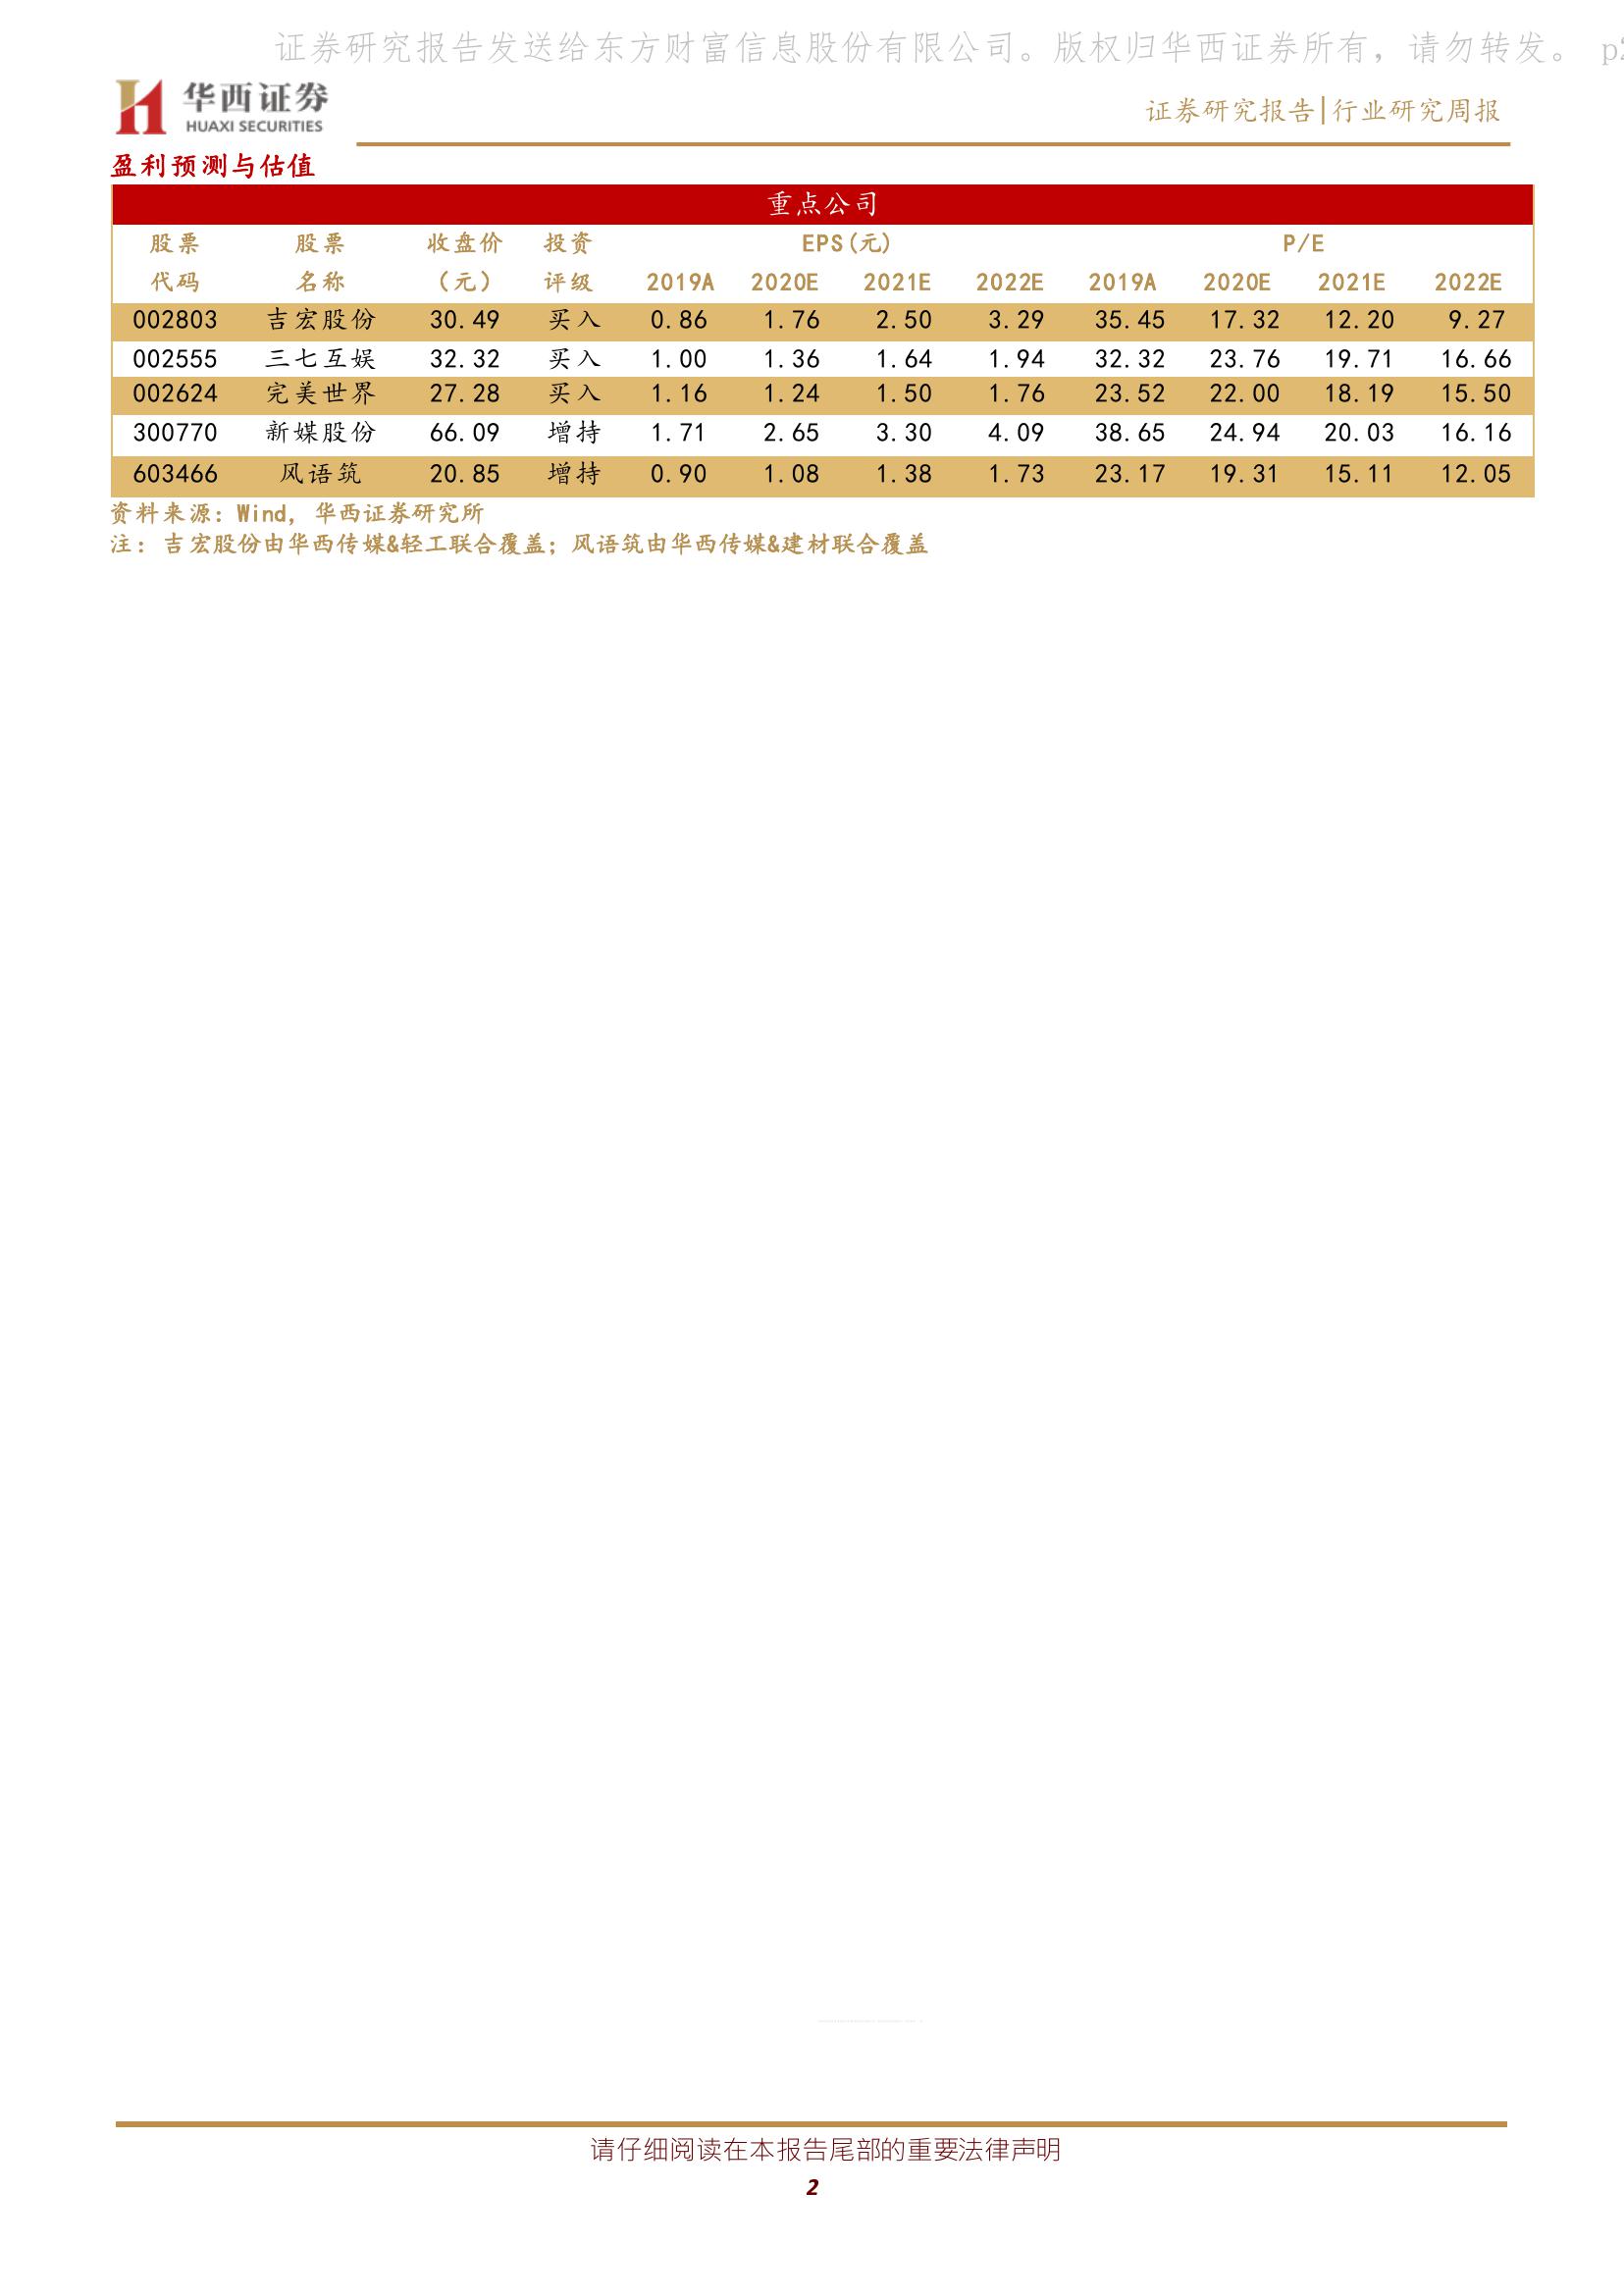 证券研究报告发送给东方财富信息股份有限公司。版权归华西证券所有，请勿转发。 p2
华西证券
HUAXI SECURITIES
证券研究报告|行业研究周报
盈利预测与估值
重点公司
股票 股票 收盘价 投资 EPS(元) P/E
代码 名称 （元） 评级 2019A 2020E 2021E 2022E 2019A 2020E 2021E 2022E
002803 吉宏股份 30.49 买入 0.86 1.76 2.50 3.29 35.45 17.32 12.20 9.27
002555 三七互娱 32.32 买入 1.00 1.36 1.64 1.94 32.32 23.76 19.71 16.66
002624 完美世界 27.28 买入 1.16 1.24 1.50 1.76 23.52 22.00 18.19 15.50
300770 新媒股份 66.09 增持 1.71 2.65 3.30 4.09 38.65 24.94 20.03 16.16
603466 风语筑 20.85 增持 0.90 1.08 1.38 1.73 23.17 19.31 15.11 12.05
资料来源：Wind，华西证券研究所
注：吉宏股份由华西传媒&轻工联合覆盖；风语筑由华西传媒&建材联合覆盖
请仔细阅读在本报告尾部的重要法律声明
2